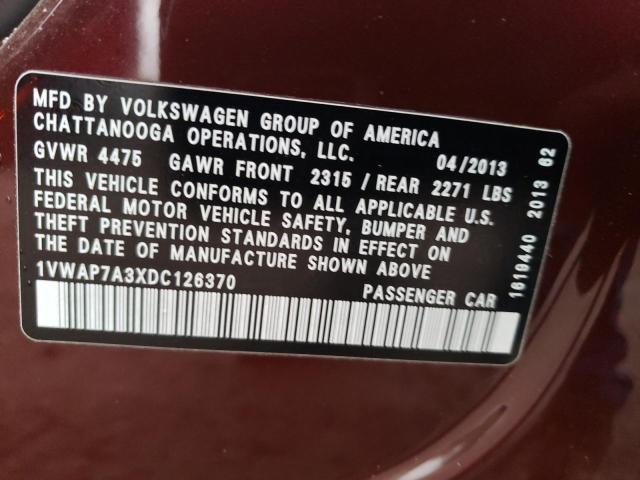 MFD BY VOLKSWAGEN GROUP OF AMERICA
CHATTANOOGA OPERATIONS, LLC. 04/2013
GVWR 4475 GAWR FRONT 2315 / REAR 2271 LBS
THIS VEHICLE CONFORMS TO ALL APPLICABLE U.S.
FEDERAL MOTOR VEHICLE SAFETY, BUMPER AND
THEFT PREVENTION STANDARDS IN EFFECT ON
THE DATE OF MANUFACTURE SHOWN ABOVE
1VWAP7A3XDC126370 PASSENGER CAR
1619440 2013 62